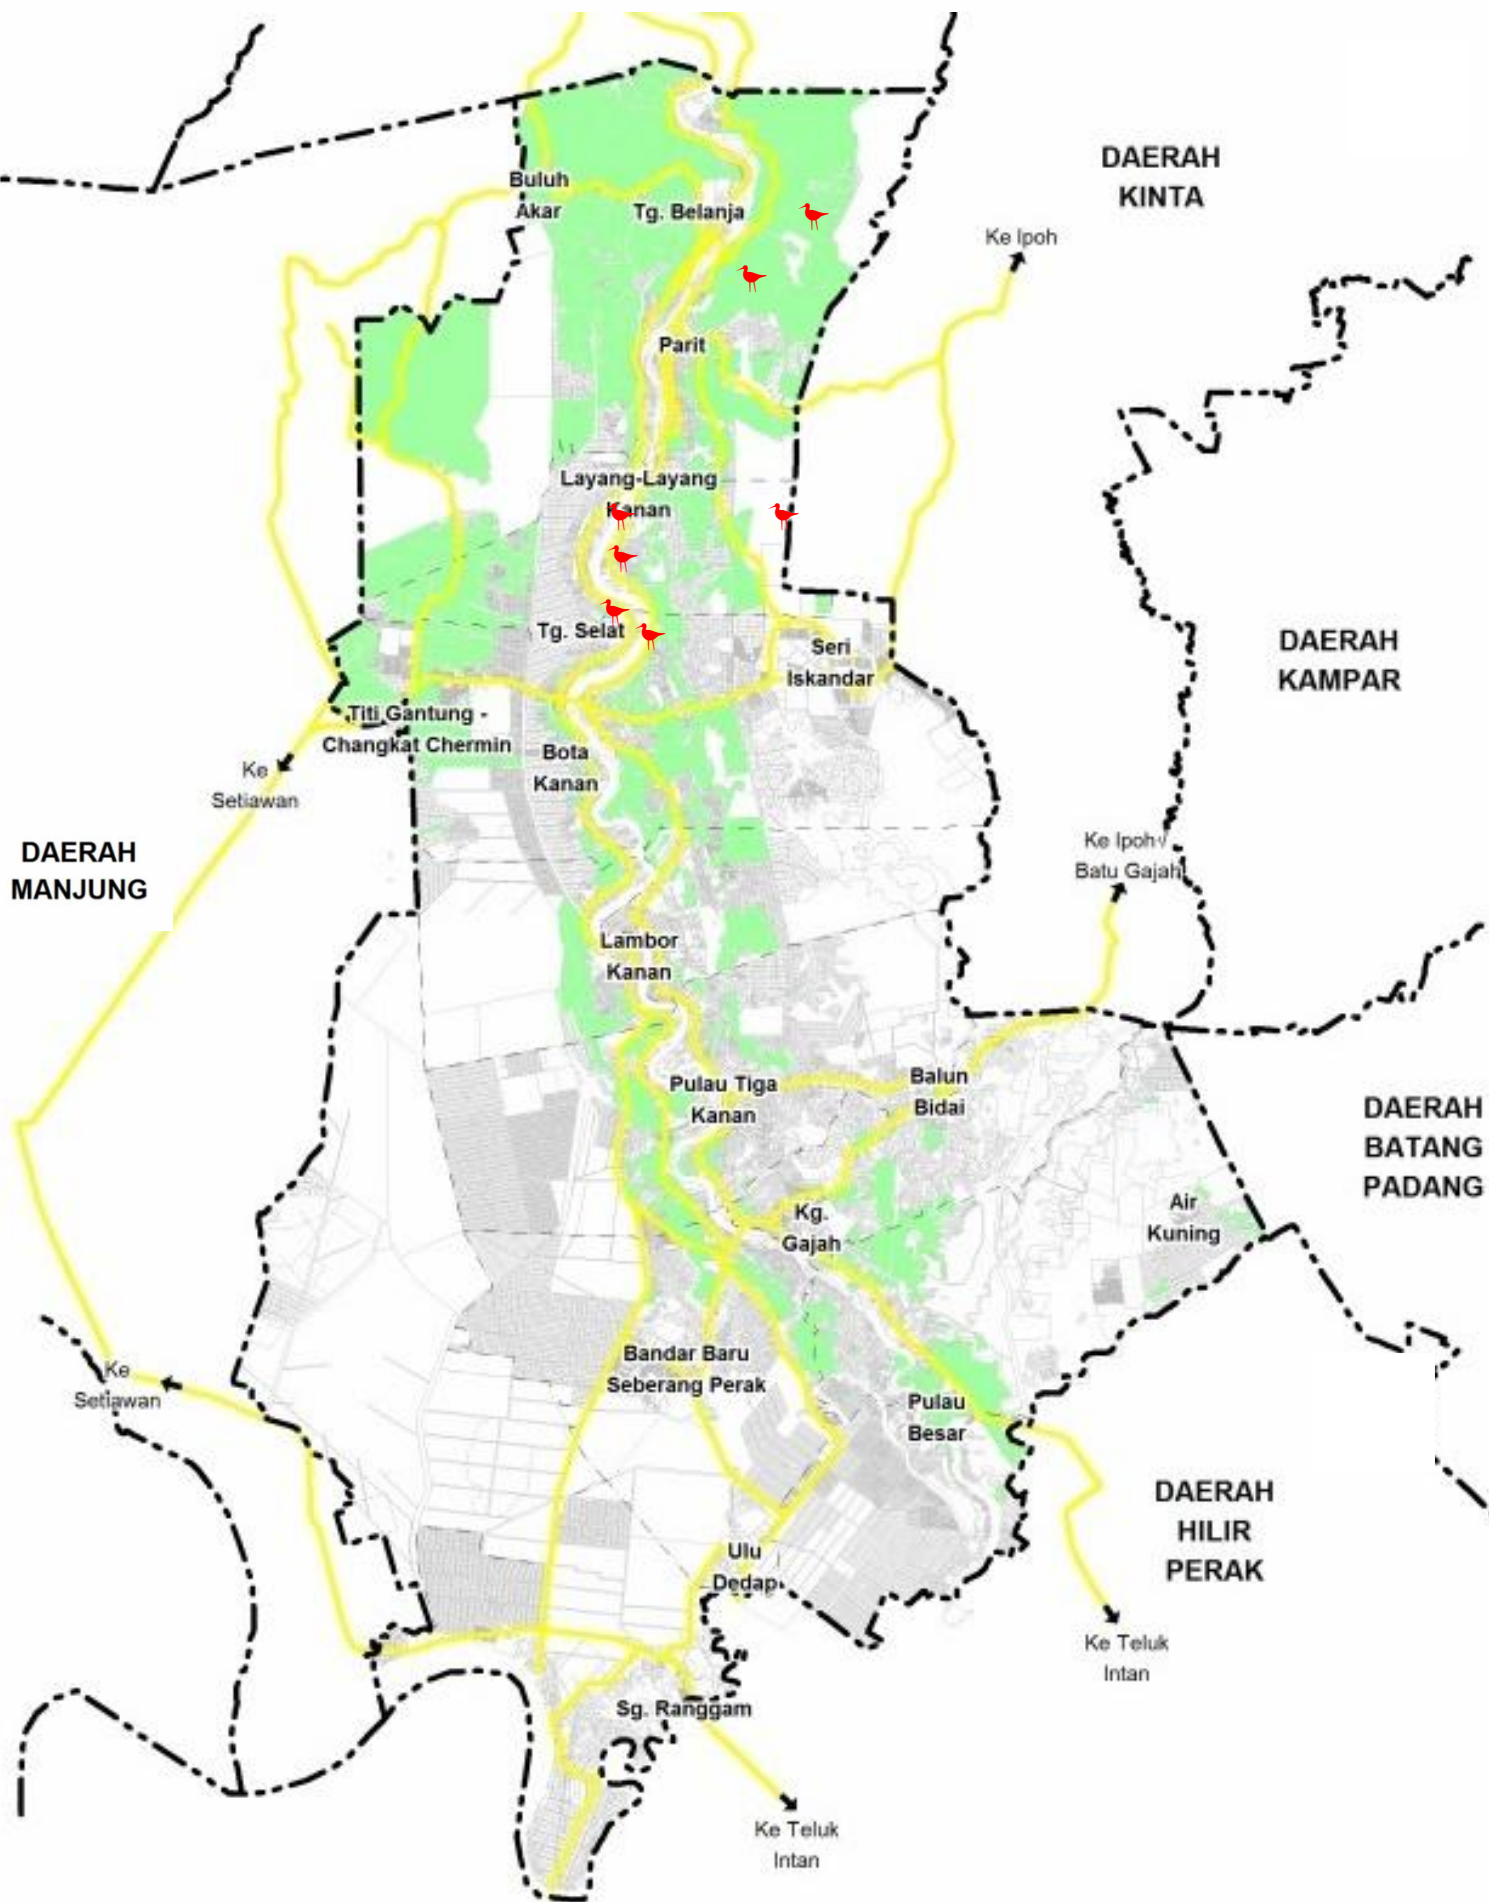 DAERAH
KINTA
Buluh
Akar
Tg. Belanja
Ke Ipoh
Parit
Layang-Layang
Kanan
Tg. Selat
Seri
Iskandar
DAERAH
KAMPAR
Titi Gantung -
Changkat Chermin
Bota
Kanan
Ke
Setiawan
DAERAH
MANJUNG
Ke Ipoh/
Batu Gajah
Lambor
Kanan
Pulau Tiga
Kanan
Balun
Bidai
DAERAH
BATANG
PADANG
Kg.
Gajah
Air
Kuning
Bandar Baru
Seberang Perak
Ke
Setiawan
Pulau
Besar
DAERAH
HILIR
PERAK
Ulu
Dedap
Ke Teluk
Intan
Sg. Ranggam
Ke Teluk
Intan